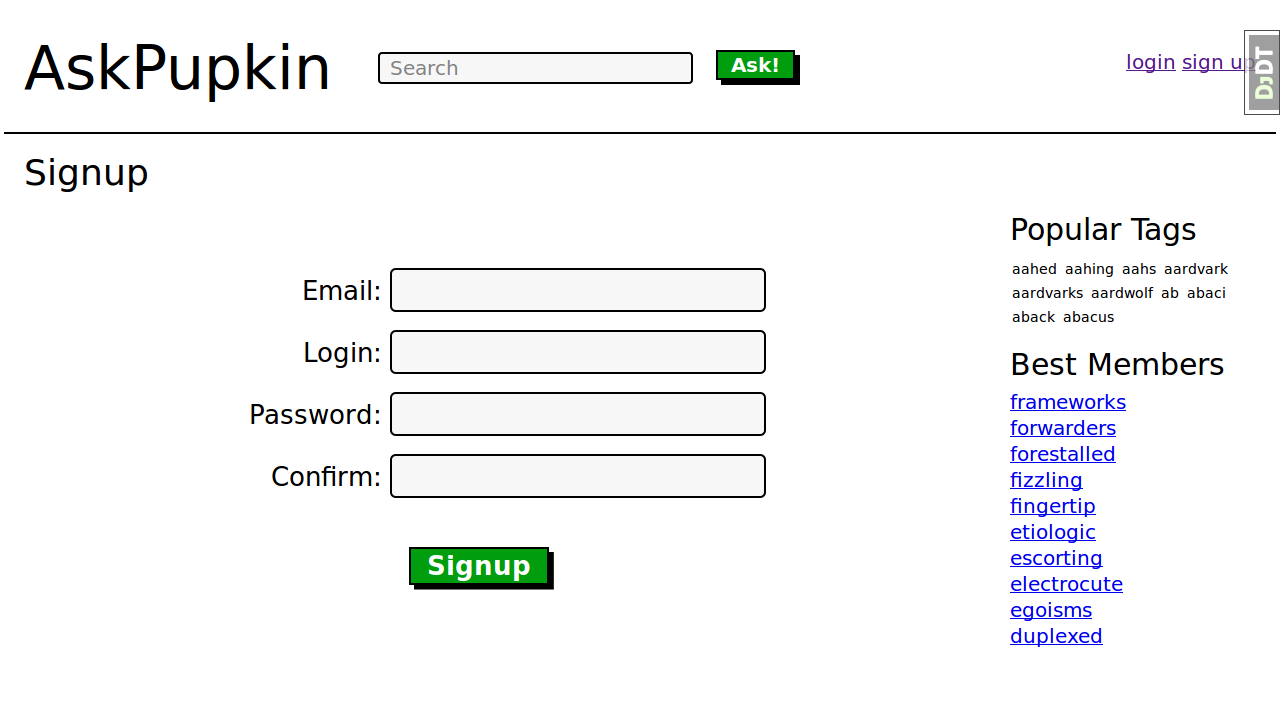 AskPupkin
Search
Ask!
login sign up
DJDT
Signup
Email:
Login:
Password:
Confirm:
Signup
Popular Tags
aahed aahing aahs aardvark
aardvarks aardwolf ab abaci
aback abacus
Best Members
frameworks
forwarders
forestalled
fizzling
fingertip
etiologic
escorting
electrocute
egoisms
duplexed